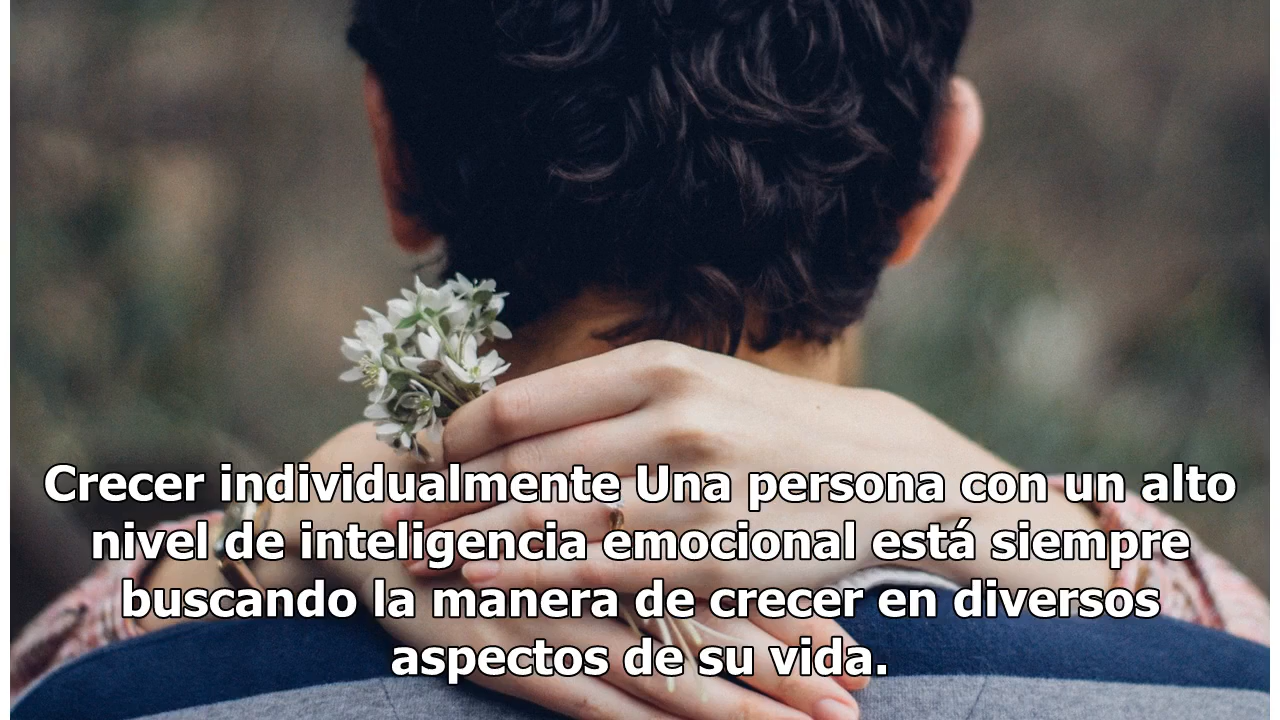 Crecer individualmente Una persona con un alto
nivel de inteligencia emocional está siempre
buscando la manera de crecer en diversos
aspectos de su vida.